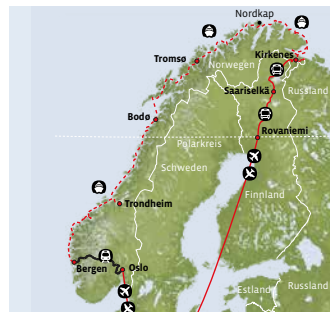 Nordkap
Kirkenes
Tromsø
Norwegen
Saariselkä
Russland
Bodø
Rovaniemi
Polarkreis
Schweden
Finnland
Trondheim
Bergen
Oslo
Estland
Russland